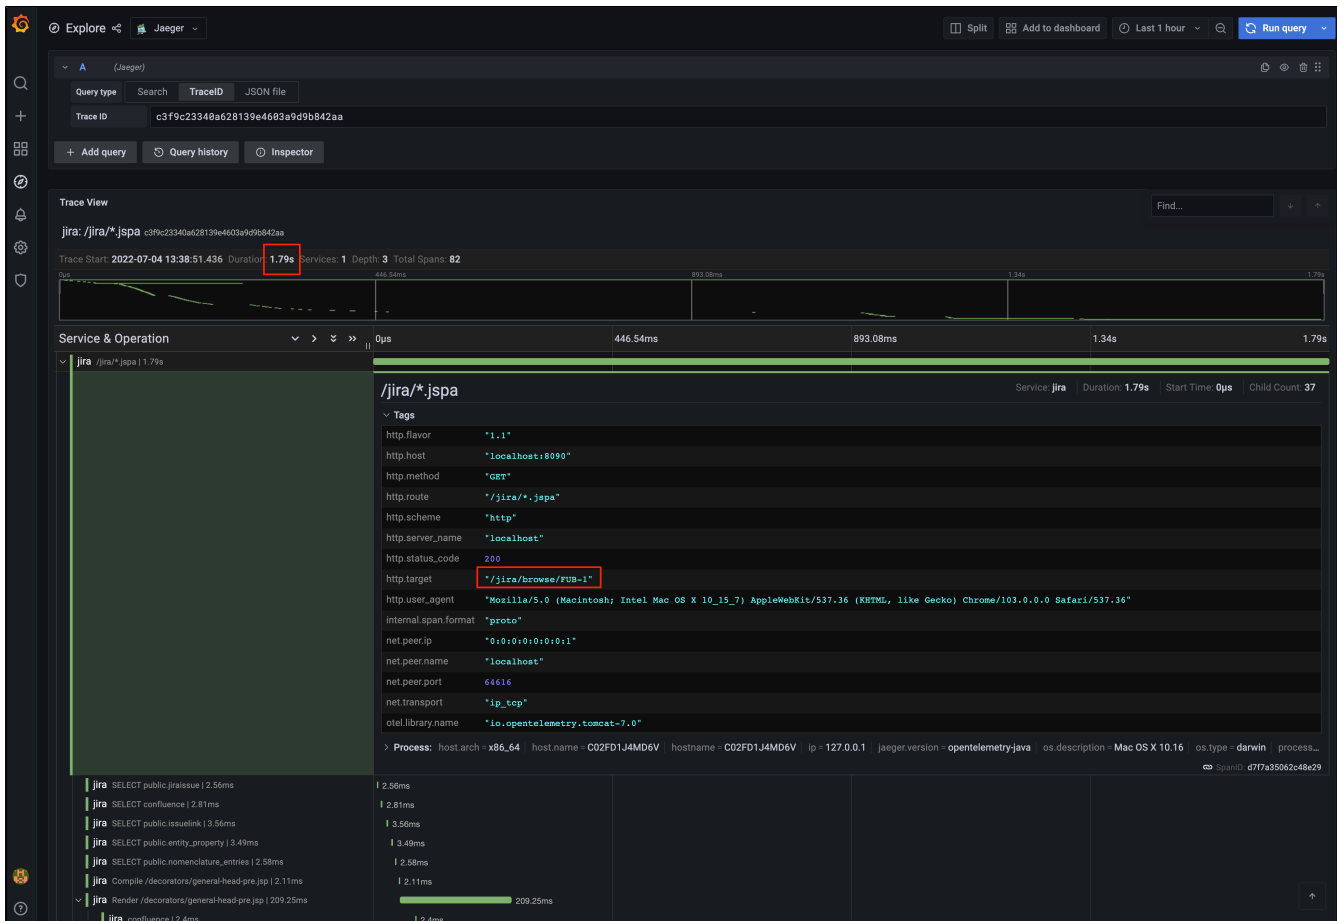 Explore Jaeger Split Add to dashboard Last 1 hour Run query
A (Jaeger)
Query type Search TraceID JSON file
Trace ID c3f9c23340a628139e4603a9d9b842aa
+ Add query Query history Inspector
Trace View Find...
jira: /jira/*.jspa c3f9c23340a628139e4603a9d9b842aa
Trace Start: 2022-07-04 13:38:51.436 Duration: 1.79s Services: 1 Depth: 3 Total Spans: 82
0μs 446.54ms 893.08ms 1.34s 1.79s
Service & Operation 0μs 446.54ms 893.08ms 1.34s 1.79s
jira /jira/*.jspa | 1.79s
/jira/*.jspa Service: jira Duration: 1.79s Start Time: 0μs Child Count: 37
Tags
http.flavor "1.1"
http.host "localhost:8090"
http.method "GET"
http.route "/jira/*.jspa"
http.scheme "http"
http.server_name "localhost"
http.status_code 200
http.target "/jira/browse/FUB-1"
http.user_agent "Mozilla/5.0 (Macintosh; Intel Mac OS X 10_15_7) AppleWebKit/537.36 (KHTML, like Gecko) Chrome/103.0.0.0 Safari/537.36"
internal.span.format "proto"
net.peer.ip "0:0:0:0:0:0:0:1"
net.peer.name "localhost"
net.peer.port 64616
net.transport "ip_tcp"
otel.library.name "io.opentelemetry.tomcat-7.0"
> Process: host.arch = x86_64 host.name = C02FD1J4MD6V hostname = C02FD1J4MD6V ip = 127.0.0.1 jaeger.version = opentelemetry-java os.description = Mac OS X 10.16 os.type = darwin process...
SpanID: d7f7a35062c48e29
jira SELECT public.jiraissue | 2.56ms 2.56ms
jira SELECT confluence | 2.81ms 2.81ms
jira SELECT public.issuelink | 3.56ms 3.56ms
jira SELECT public.entity_property | 3.49ms 3.49ms
jira SELECT public.nomenclature_entries | 2.58ms 2.58ms
jira Compile /decorators/general-head-pre.jsp | 2.11ms 2.11ms
jira Render /decorators/general-head-pre.jsp | 209.25ms 209.25ms
jira confluence | 2.4ms 2.4ms